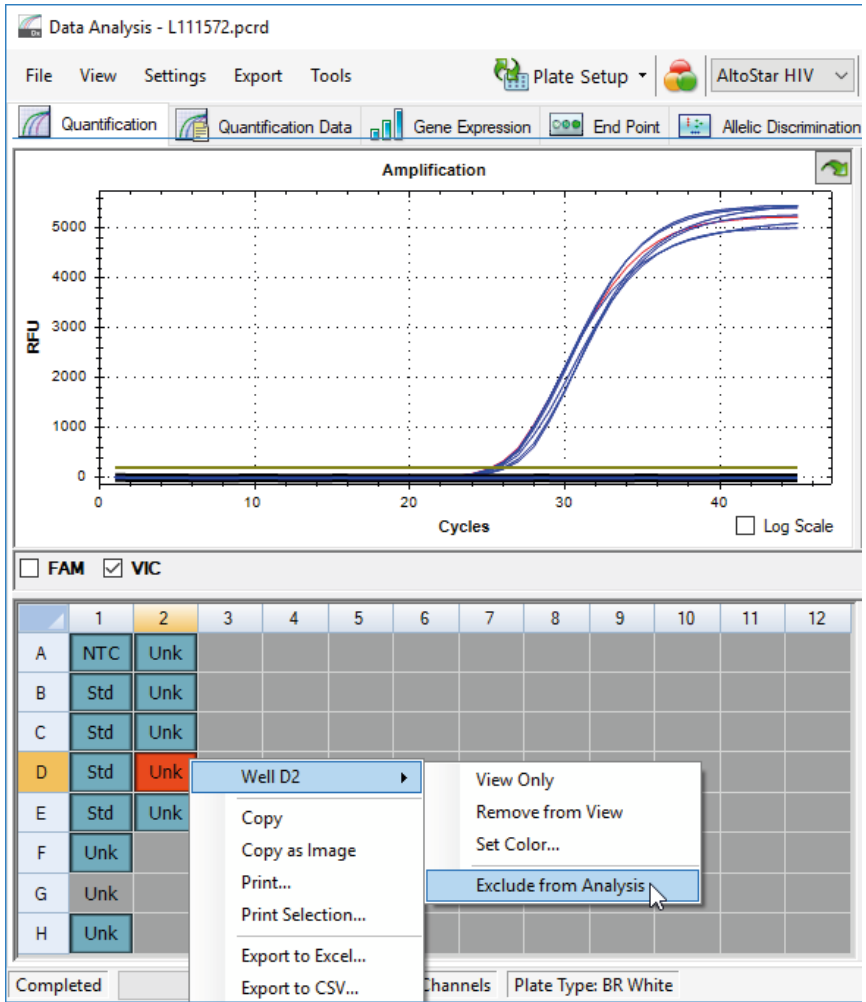 Data Analysis - L111572.pcrd
File View Settings Export Tools Plate Setup AltoStar HIV
Quantification Quantification Data Gene Expression End Point Allelic Discrimination
Amplification
5000
4000
3000
2000
1000
0
RFU
0 10 20 30 40
Cycles
Log Scale
FAM VIC
1 2 3 4 5 6 7 8 9 10 11 12
A NTC Unk
B Std Unk
C Std Unk
D Std Unk
E Std Unk
F Unk
G Unk
H Unk
Well D2
Copy
Copy as Image
Print...
Print Selection...
Export to Excel...
Export to CSV...
View Only
Remove from View
Set Color...
Exclude from Analysis
Completed Channels Plate Type: BR White